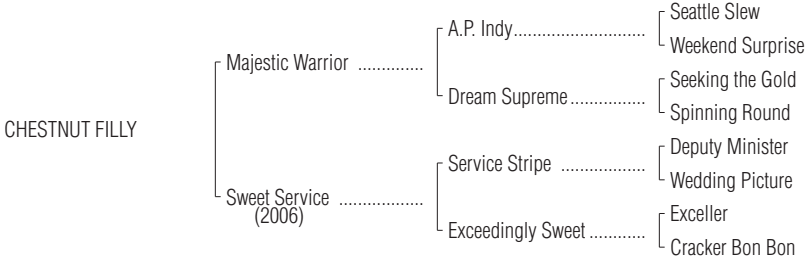 Seattle Slew
A.P. Indy..............................
Weekend Surprise
Majestic Warrior ..............
Seeking the Gold
Dream Supreme.................
Spinning Round
CHESTNUT FILLY
Deputy Minister
Service Stripe ...................
Wedding Picture
Sweet Service ..................
(2006)
Exceller
Exceedingly Sweet.............
Cracker Bon Bon